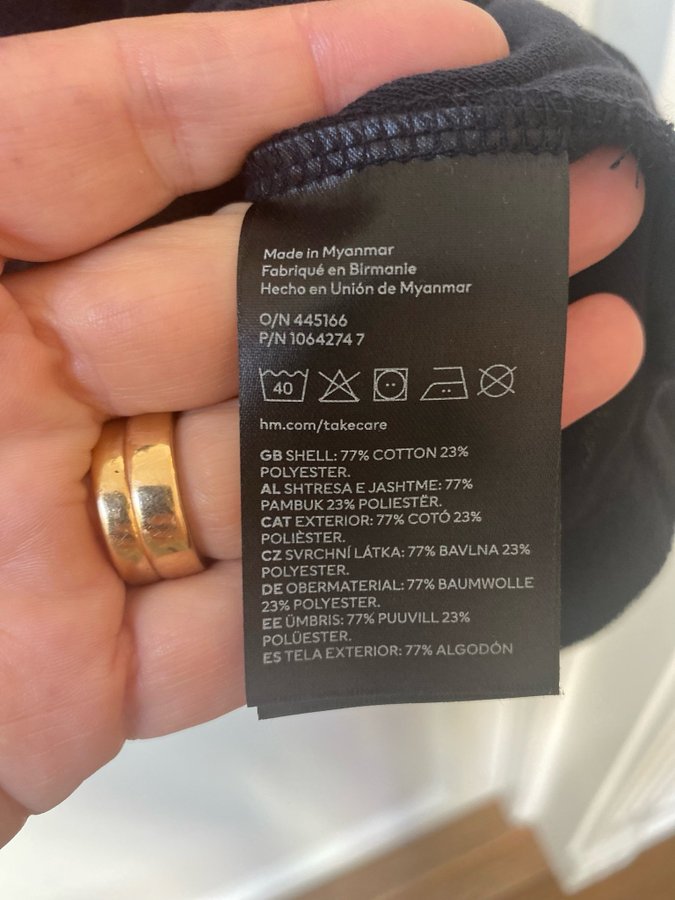 Made in Myanmar
Fabriqué en Birmanie
Hecho en Unión de Myanmar
O/N 445166
P/N 1064274 7
40
hm.com/takecare
GB SHELL: 77% COTTON 23%
POLYESTER.
AL SHTRESA E JASHTME: 77%
PAMBUK 23% POLIESTËR.
CAT EXTERIOR: 77% COTÓ 23%
POLIÈSTER.
CZ SVRCHNÍ LÁTKA: 77% BAVLNA 23%
POLYESTER.
DE OBERMATERIAL: 77% BAUMWOLLE
23% POLYESTER.
EE ÜMBRIS: 77% PUUVILL 23%
POLÜESTER.
ES TELA EXTERIOR: 77% ALGODÓN